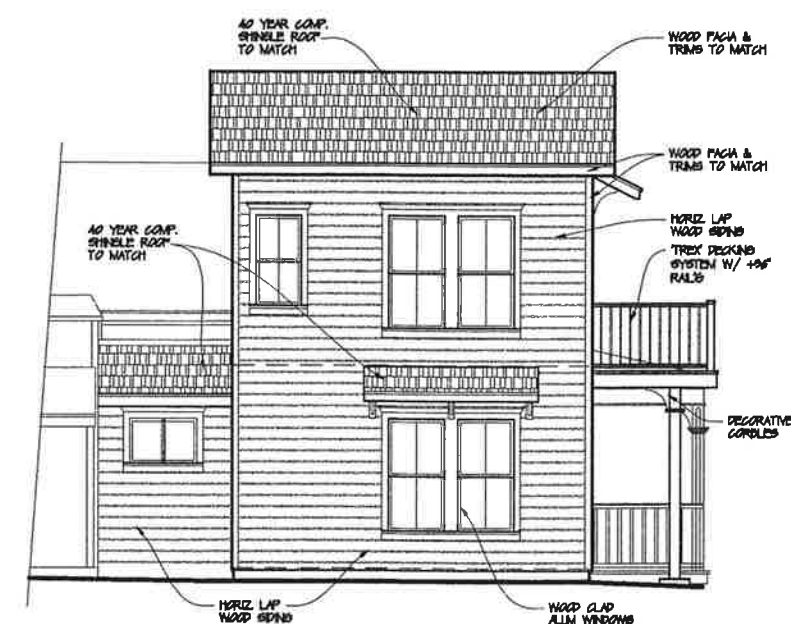 40 YEAR COMP.
SHINGLE ROOF
TO MATCH
WOOD FACIA &
TRIMS TO MATCH
WOOD FACIA &
TRIMS TO MATCH
40 YEAR COMP.
SHINGLE ROOF
TO MATCH
HORIZ LAP
WOOD SIDING
TREX DECKING
SYSTEM W/ +36"
RAIL'S
DECORATIVE
CORBLES
HORIZ LAP
WOOD SIDING
WOOD CLAD
ALUM WINDOWS